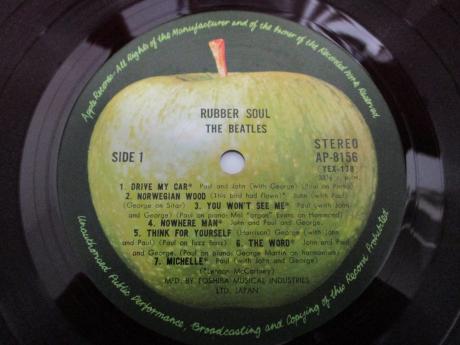 Apple Records · All Rights of the Manufacturer and of the Owner of the Recorded Work Reserved
RUBBER SOUL
THE BEATLES
SIDE 1
STEREO
AP-8156
(YEX-178
33⅓ r.p.m.
1. DRIVE MY CAR* Paul and John (with George) (Paul on Piano)
2. NORWEGIAN WOOD (This bird had flown)* John (with Paul)
(George on Sitar) 3. YOU WON'T SEE ME* Paul (with John
and George) (Paul on piano; Mal "organ" Evans on Hammond)
4. NOWHERE MAN* John and Paul and George.
5. THINK FOR YOURSELF (Harrison) George (with John
and Paul) (Paul on fuzz bass) 6. THE WORD* John and Paul
and George. (Paul on piano; George Martin on harmonium)
7. MICHELLE* Paul (with John and George)
(*Lennon-McCartney)
M'F'D. BY TOSHIBA MUSICAL INDUSTRIES
LTD. JAPAN
Unauthorized Public Performance, Broadcasting and Copying of this Record Prohibited